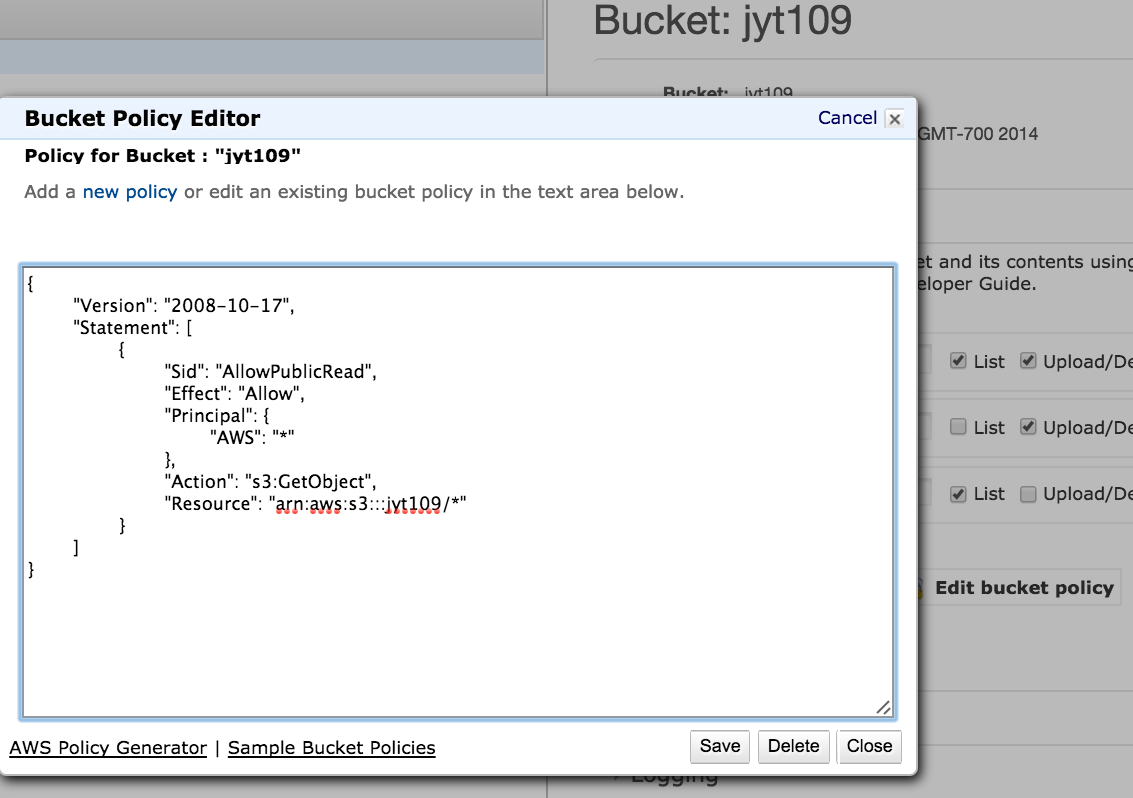 Bucket: jyt109
Bucket: jyt109
GMT-700 2014
Bucket Policy Editor
Cancel
Policy for Bucket : "jyt109"
Add a new policy or edit an existing bucket policy in the text area below.
{
"Version": "2008-10-17",
"Statement": [
{
"Sid": "AllowPublicRead",
"Effect": "Allow",
"Principal": {
"AWS": "*"
},
"Action": "s3:GetObject",
"Resource": "arn:aws:s3:::jyt109/*"
}
]
}
et and its contents using
eloper Guide.
List Upload/De
List Upload/De
List Upload/De
Edit bucket policy
AWS Policy Generator | Sample Bucket Policies
Save Delete Close
Logging